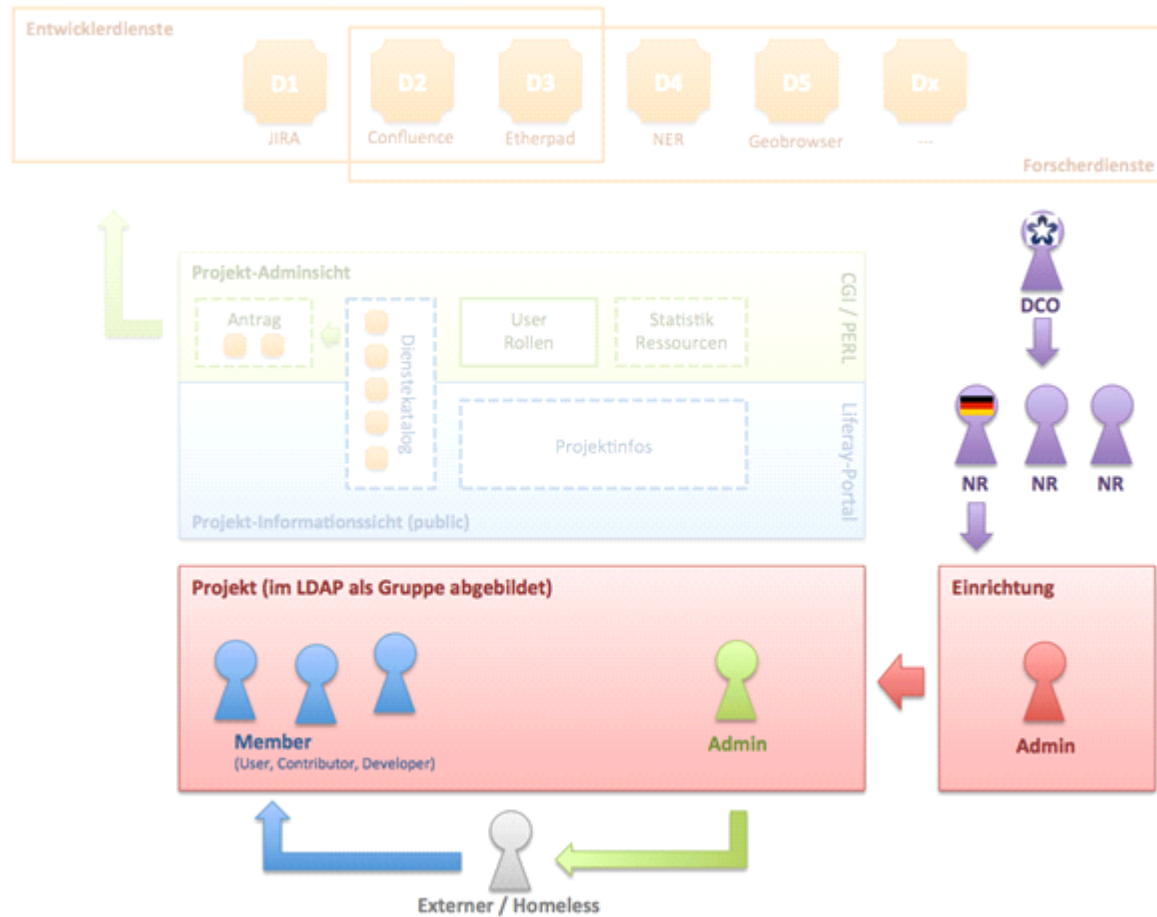 Entwicklerdienste
D1
D2
D3
D4
D5
Dx
JIRA
Confluence
Etherpad
NER
Geobrowser
---
Forscherdienste
DCO
Projekt-Adminsicht
Antrag
Dienstekatalog
User
Rollen
Statistik
Ressourcen
CGI / PERL
Projektinfos
Liferay-Portal
Projekt-Informationssicht (public)
NR
NR
NR
Projekt (im LDAP als Gruppe abgebildet)
Einrichtung
Member
(User, Contributor, Developer)
Admin
Admin
Externer / Homeless